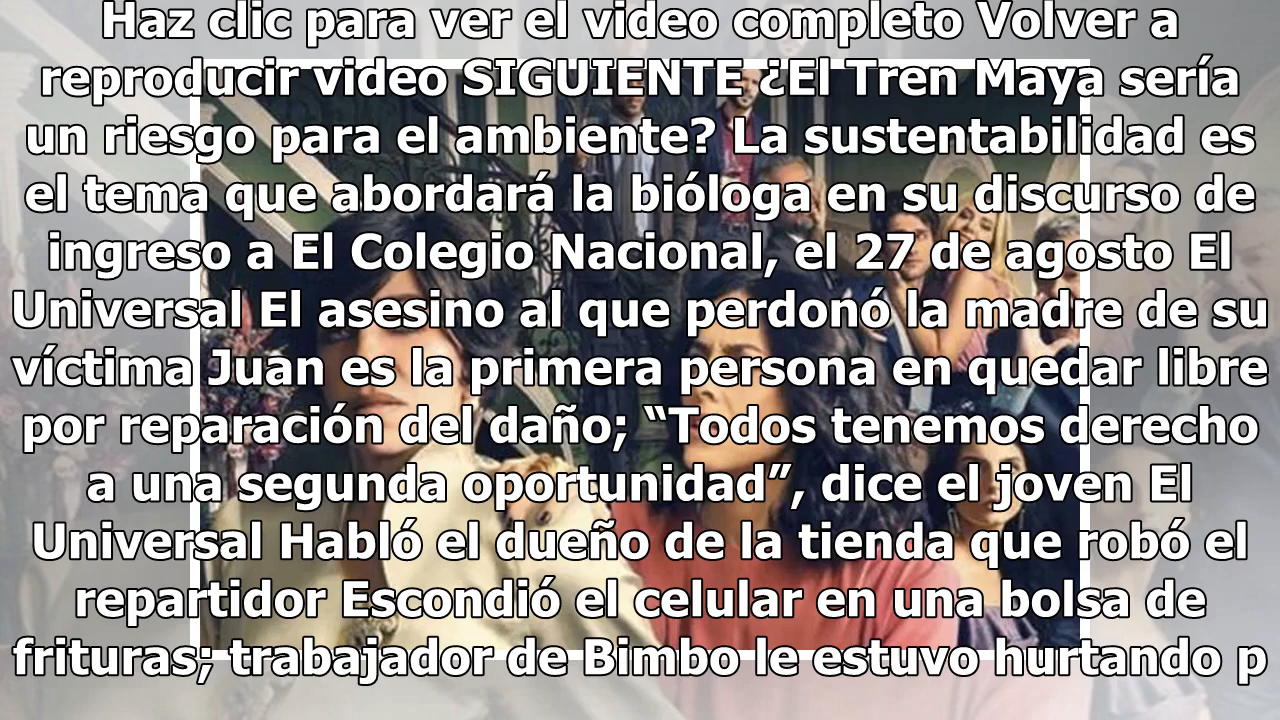 Haz clic para ver el video completo Volver a
reproducir video SIGUIENTE ¿El Tren Maya sería
un riesgo para el ambiente? La sustentabilidad es
el tema que abordará la bióloga en su discurso de
ingreso a El Colegio Nacional, el 27 de agosto El
Universal El asesino al que perdonó la madre de su
víctima Juan es la primera persona en quedar libre
por reparación del daño; “Todos tenemos derecho
a una segunda oportunidad”, dice el joven El
Universal Habló el dueño de la tienda que robó el
repartidor Escondió el celular en una bolsa de
frituras; trabajador de Bimbo le estuvo hurtando p